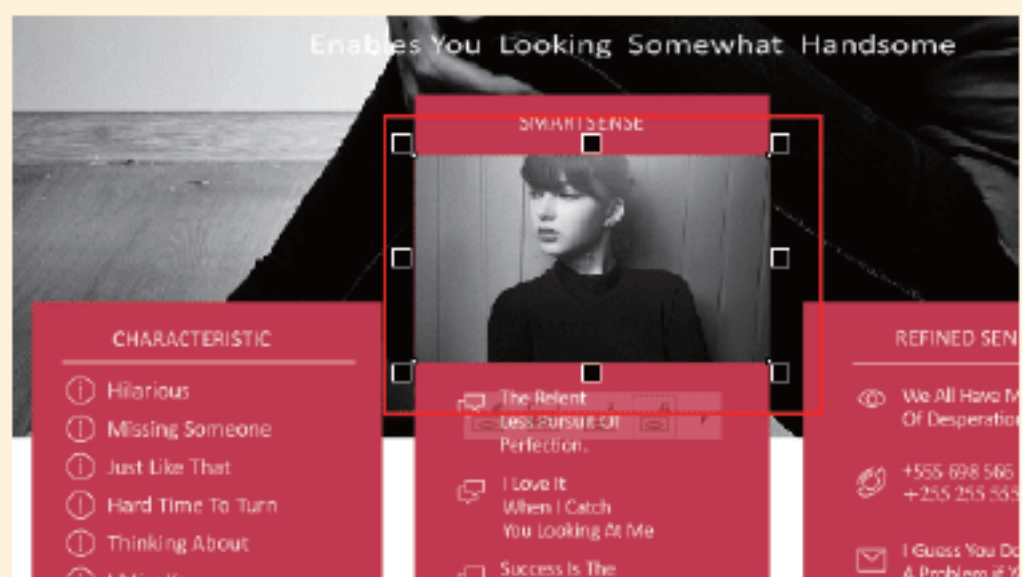 Enables You Looking Somewhat Handsome
SMARTSENSE
CHARACTERISTIC
Hilarious
Missing Someone
Just Like That
Hard Time To Turn
Thinking About
The Relent
Less Pursuit Of
Perfection.
I Love It
When I Catch
You Looking At Me
Success Is The
REFINED SEN
We All Have M
Of Desperation
+555 698 566
+255 255 555
I Guess You Do
A Problem if Y